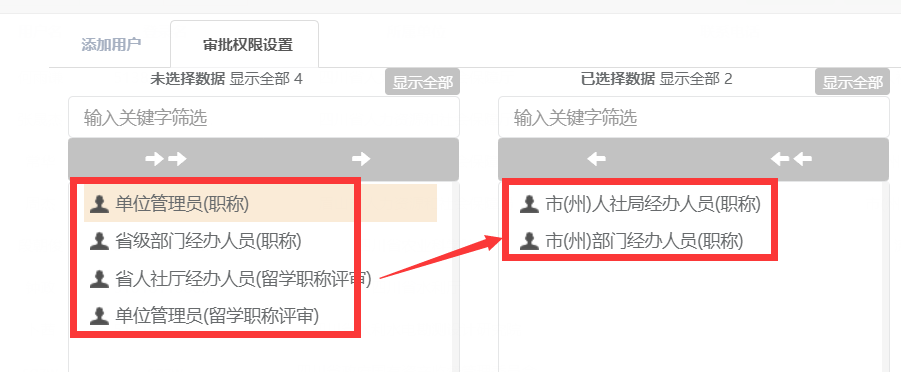 添加用户
审批权限设置
未选择数据 显示全部 4
显示全部
已选择数据 显示全部 2
显示全部
输入关键字筛选
输入关键字筛选
单位管理员(职称)
省级部门经办人员(职称)
省人社厅经办人员(留学职称评审)
单位管理员(留学职称评审)
市(州)人社局经办人员(职称)
市(州)部门经办人员(职称)